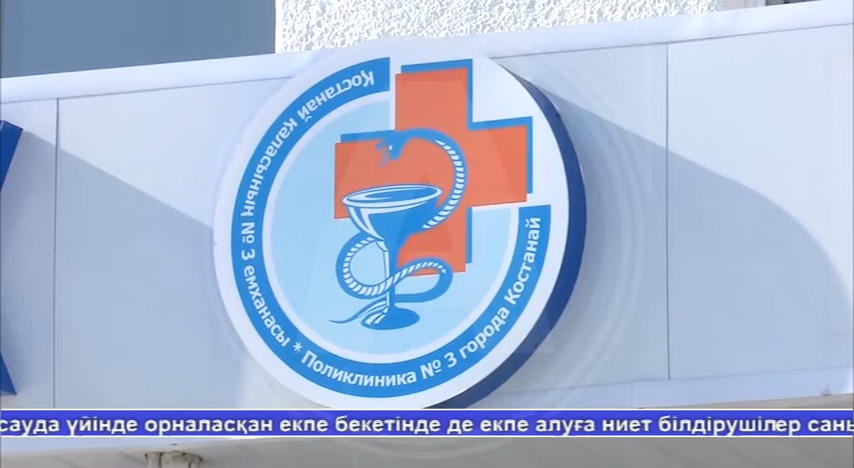 Қостанай қаласының № 3 емханасы * Поликлиника № 3 города Костанай
сауда үйінде орналасқан екпе бекетінде де екпе алуға ниет білдірушілер саны